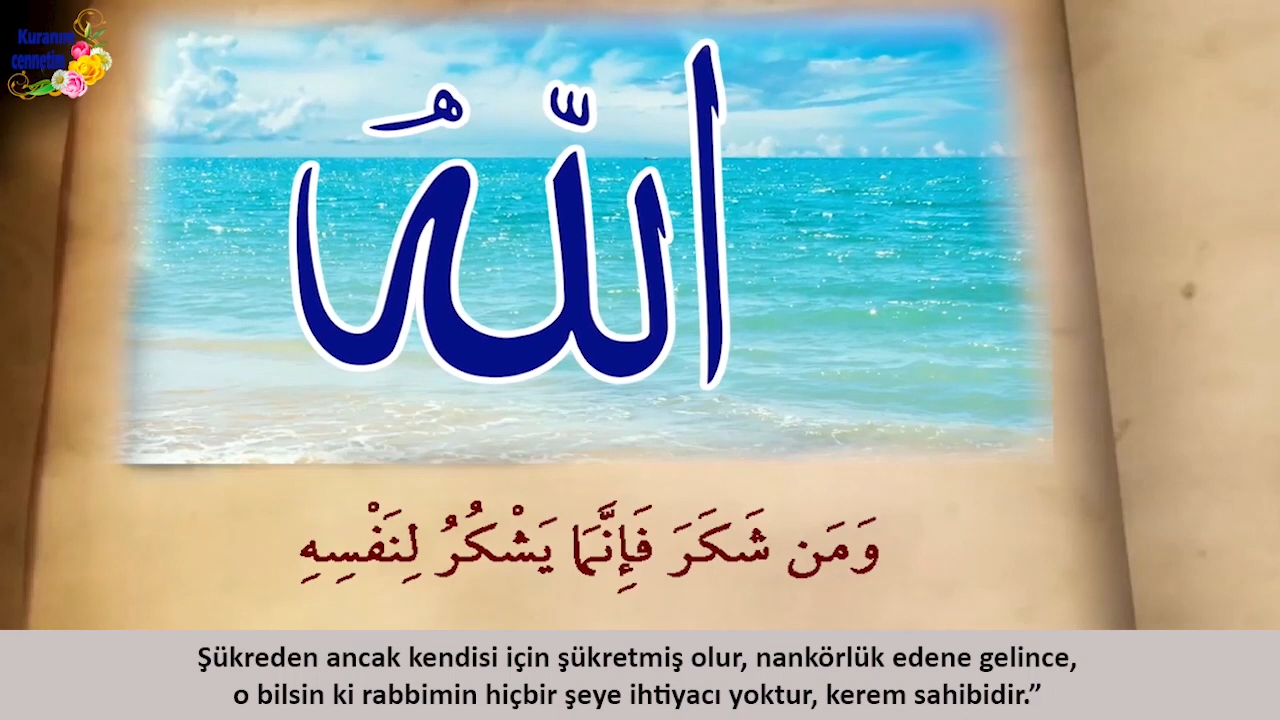 Kuranım
cennetim
اللهُ
وَمَن شَكَرَ فَإِنَّمَا يَشْكُرُ لِنَفْسِهِ
Şükreden ancak kendisi için şükretmiş olur, nankörlük edene gelince,
o bilsin ki rabbimin hiçbir şeye ihtiyacı yoktur, kerem sahibidir.”